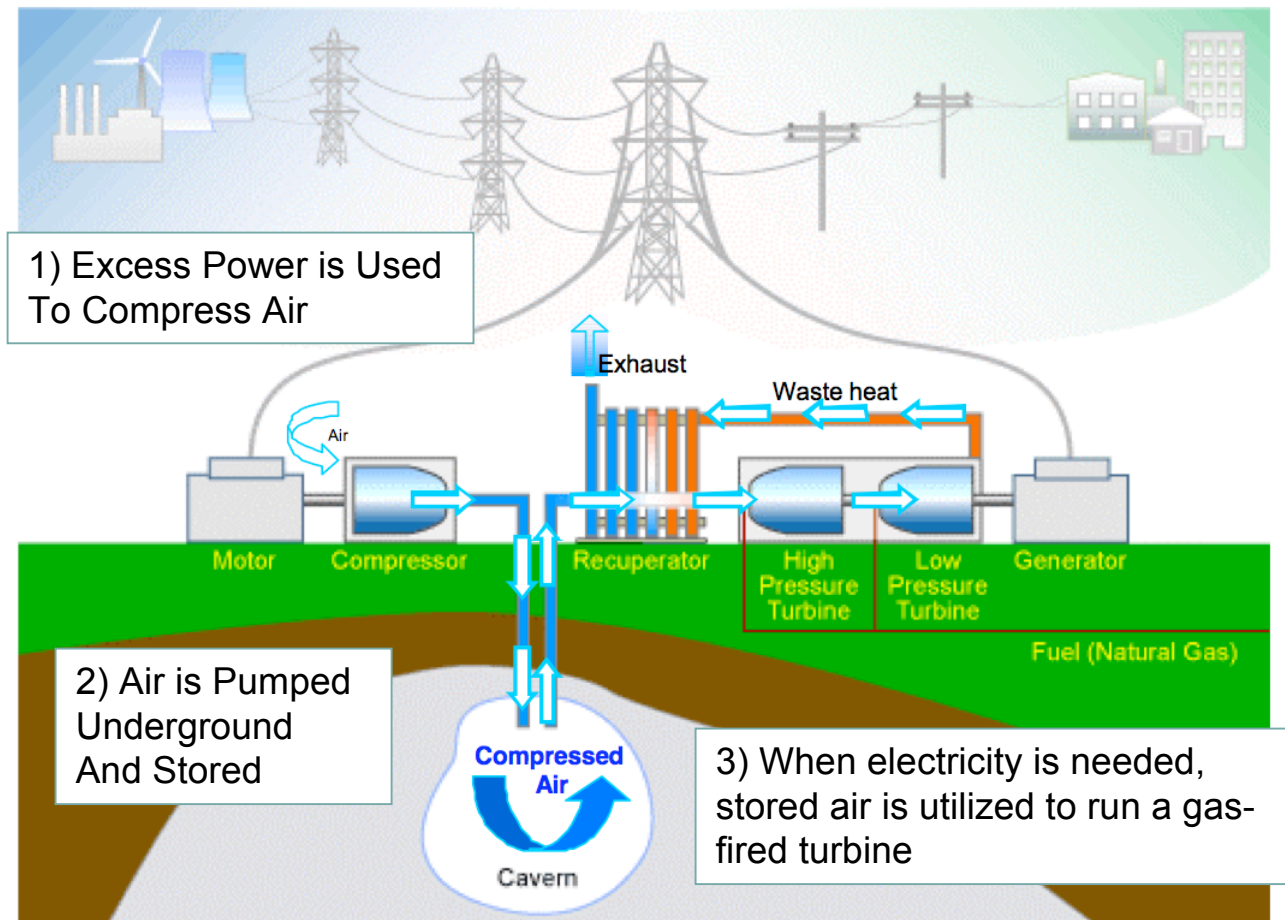 1) Excess Power is Used
To Compress Air
Exhaust
Waste heat
Air
Motor
Compressor
Recuperator
High
Pressure
Turbine
Low
Pressure
Turbine
Generator
Fuel (Natural Gas)
2) Air is Pumped
Underground
And Stored
Compressed
Air
Cavern
3) When electricity is needed,
stored air is utilized to run a gas-
fired turbine